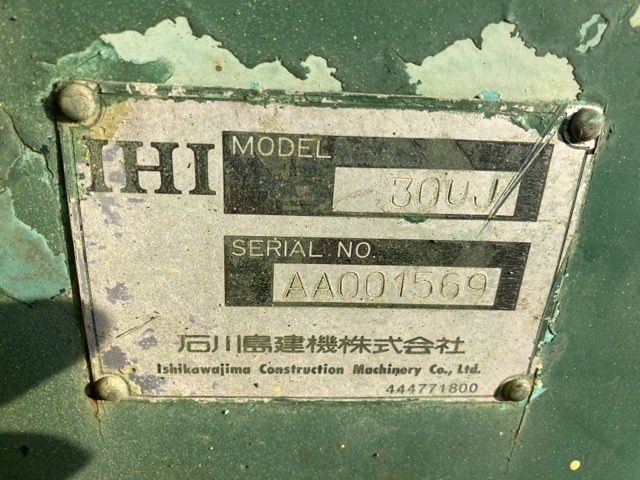 IHI
MODEL
30UJ
SERIAL NO.
AA001569
石川島建機株式会社
Ishikawajima Construction Machinery Co., Ltd.
444771800